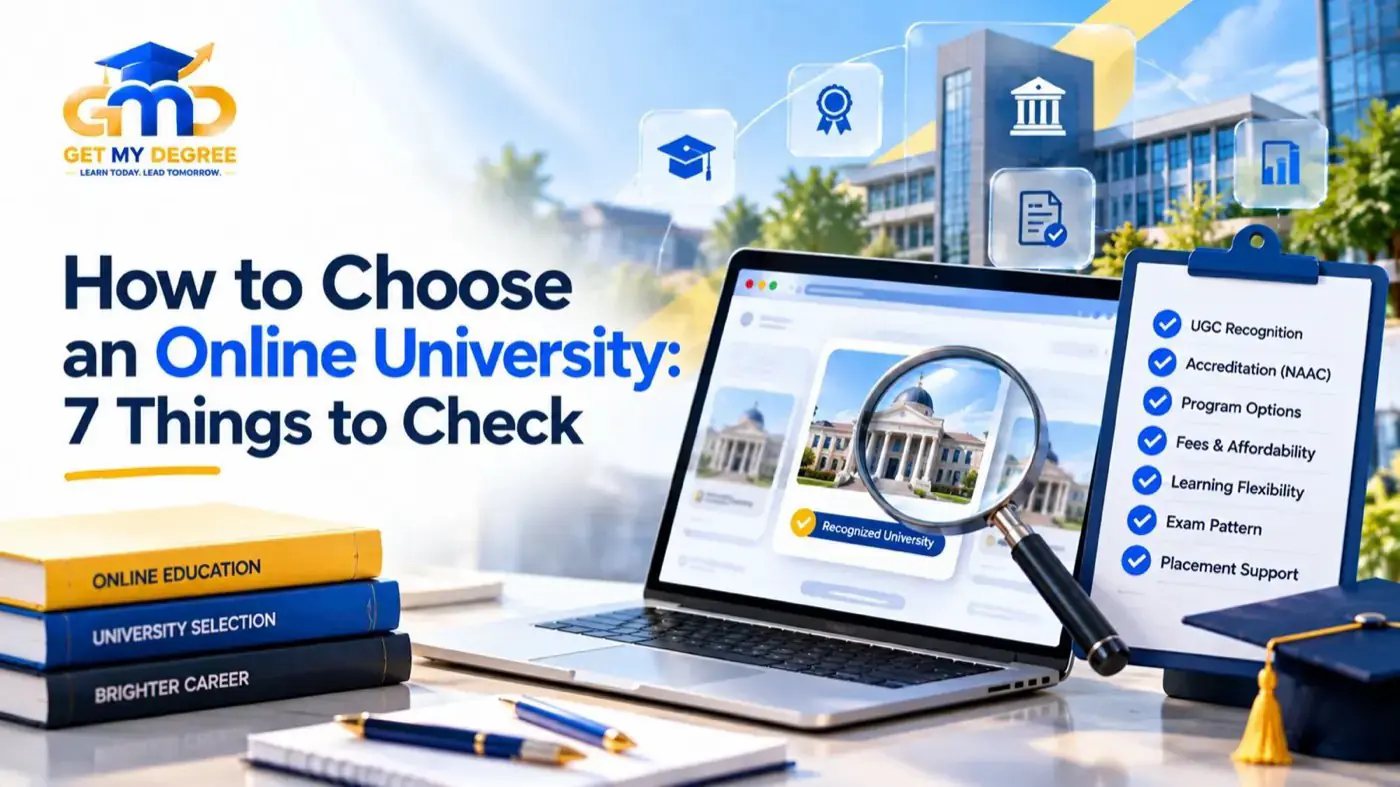 GMD
GET MY DEGREE
LEARN TODAY. LEAD TOMORROW.
How to Choose
an Online University:
7 Things to Check
ONLINE EDUCATION
UNIVERSITY SELECTION
BRIGHTER CAREER
Recognized University
UGC Recognition
Accreditation (NAAC)
Program Options
Fees & Affordability
Learning Flexibility
Exam Pattern
Placement Support